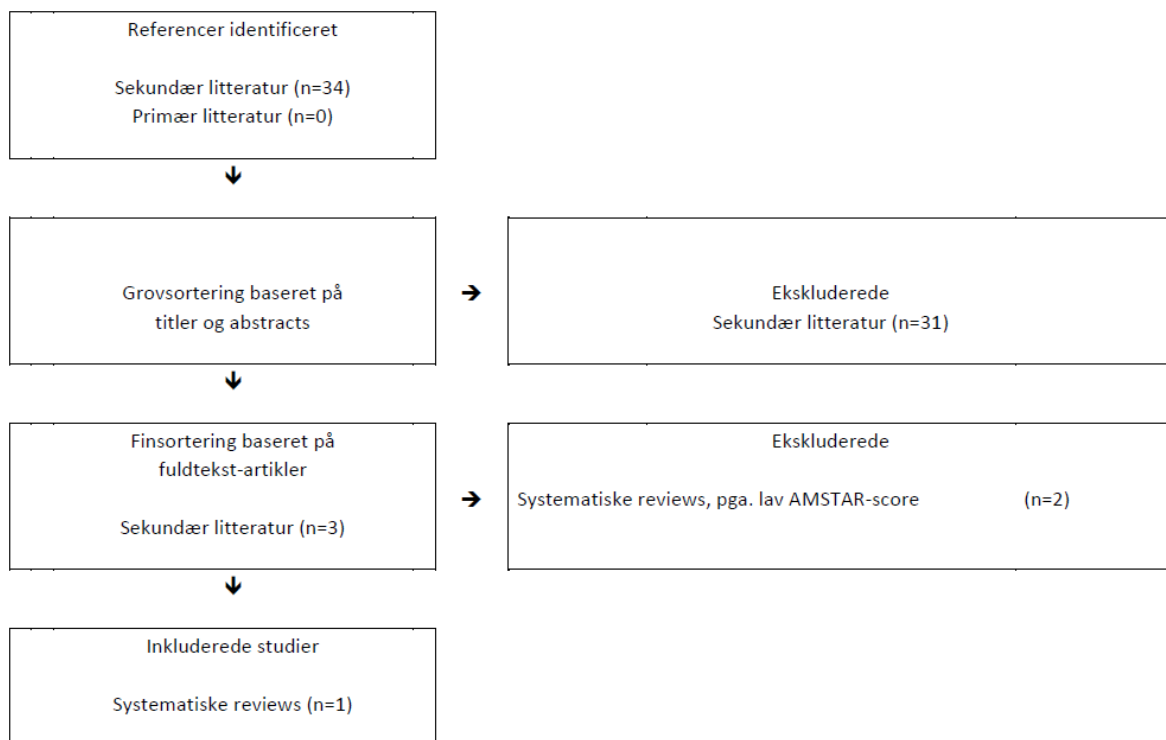 Referencer identificeret
Sekundær litteratur (n=34)
Primær litteratur (n=0)
Grovsortering baseret på
titler og abstracts
Ekskluderede
Sekundær litteratur (n=31)
Finsortering baseret på
fuldtekst-artikler
Sekundær litteratur (n=3)
Ekskluderede
Systematiske reviews, pga. lav AMSTAR-score (n=2)
Inkluderede studier
Systematiske reviews (n=1)